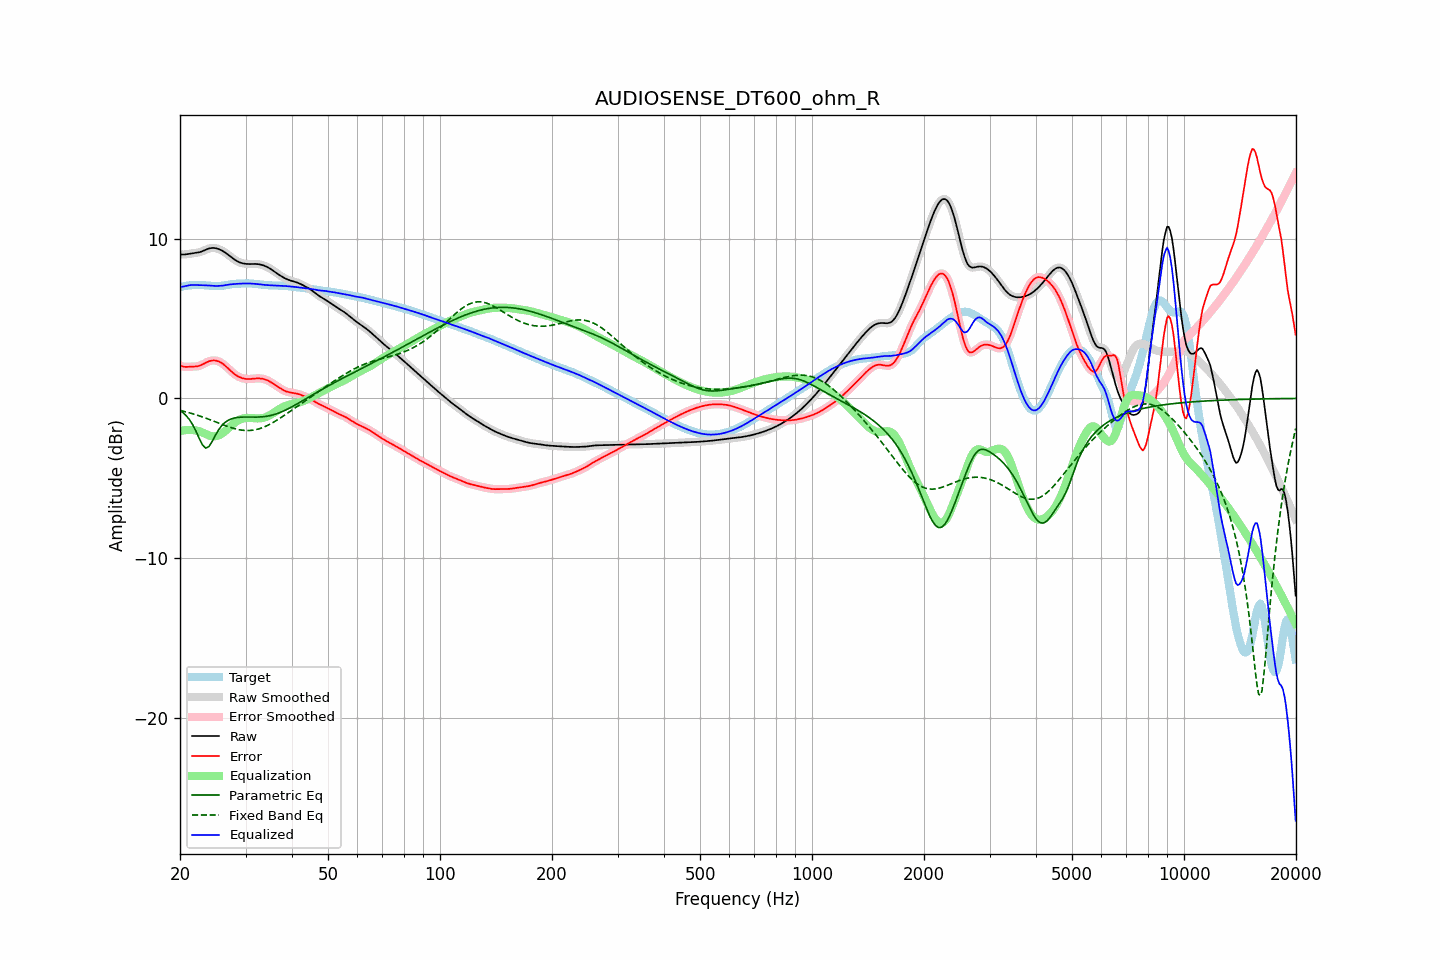 AUDIOSENSE_DT600_ohm_R
Amplitude (dBr)
10
0
−10
−20
Target
Raw Smoothed
Error Smoothed
Raw
Error
Equalization
Parametric Eq
Fixed Band Eq
Equalized
20 50 100 200 500 1000 2000 5000 10000 20000
Frequency (Hz)